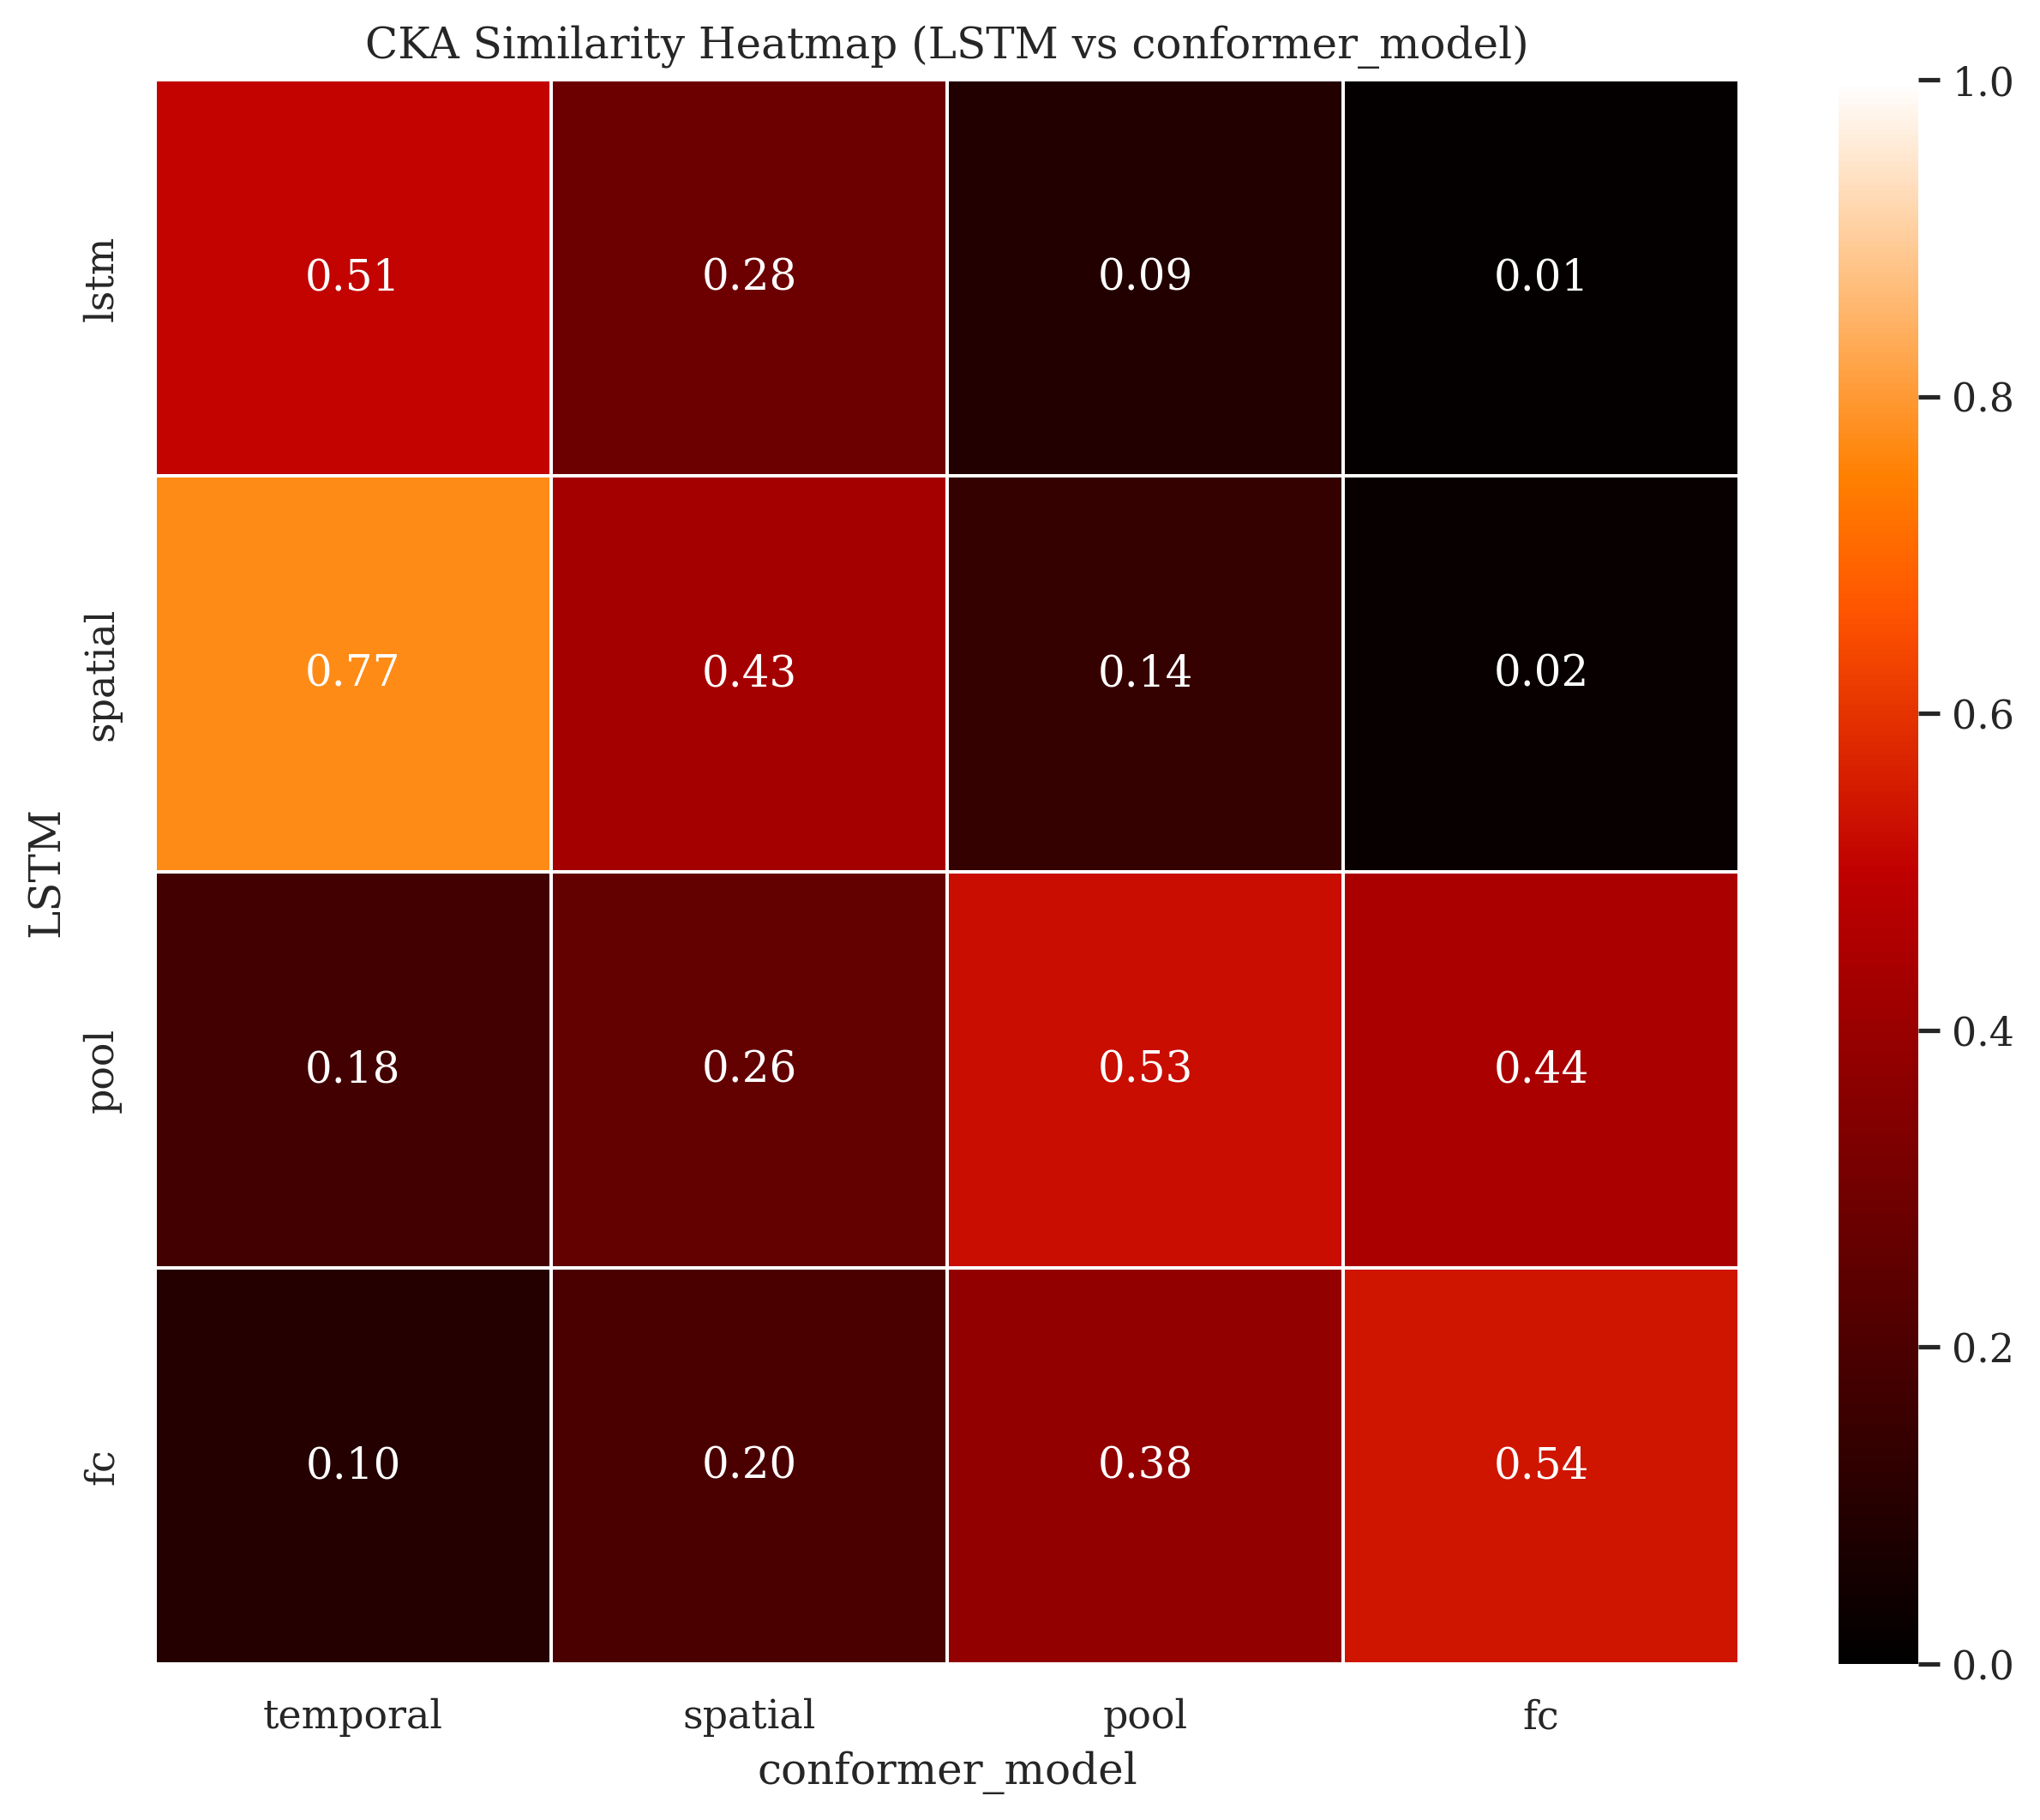 CKA Similarity Heatmap (LSTM vs conformer_model)
LSTM
lstm
0.51 0.28 0.09 0.01
spatial
0.77 0.43 0.14 0.02
pool
0.18 0.26 0.53 0.44
fc
0.10 0.20 0.38 0.54
temporal spatial pool fc
conformer_model
1.0
0.8
0.6
0.4
0.2
0.0